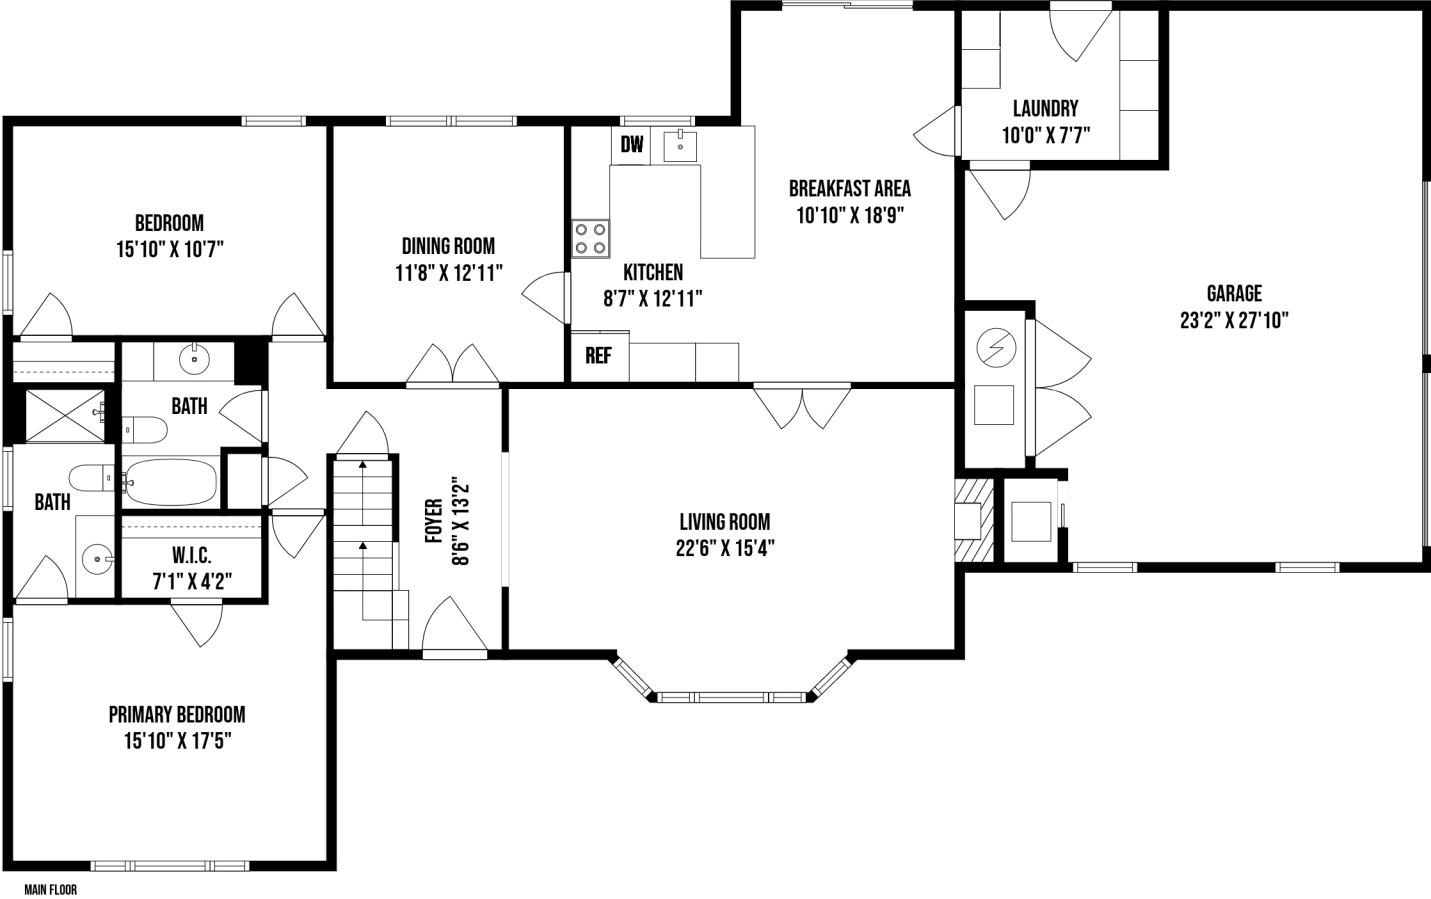 LAUNDRY
10'0" X 7'7"
DW
BREAKFAST AREA
10'10" X 18'9"
BEDROOM
15'10" X 10'7"
DINING ROOM
11'8" X 12'11"
KITCHEN
8'7" X 12'11"
GARAGE
23'2" X 27'10"
REF
BATH
BATH
FOYER
8'6" X 13'2"
LIVING ROOM
22'6" X 15'4"
W.I.C.
7'1" X 4'2"
PRIMARY BEDROOM
15'10" X 17'5"
MAIN FLOOR